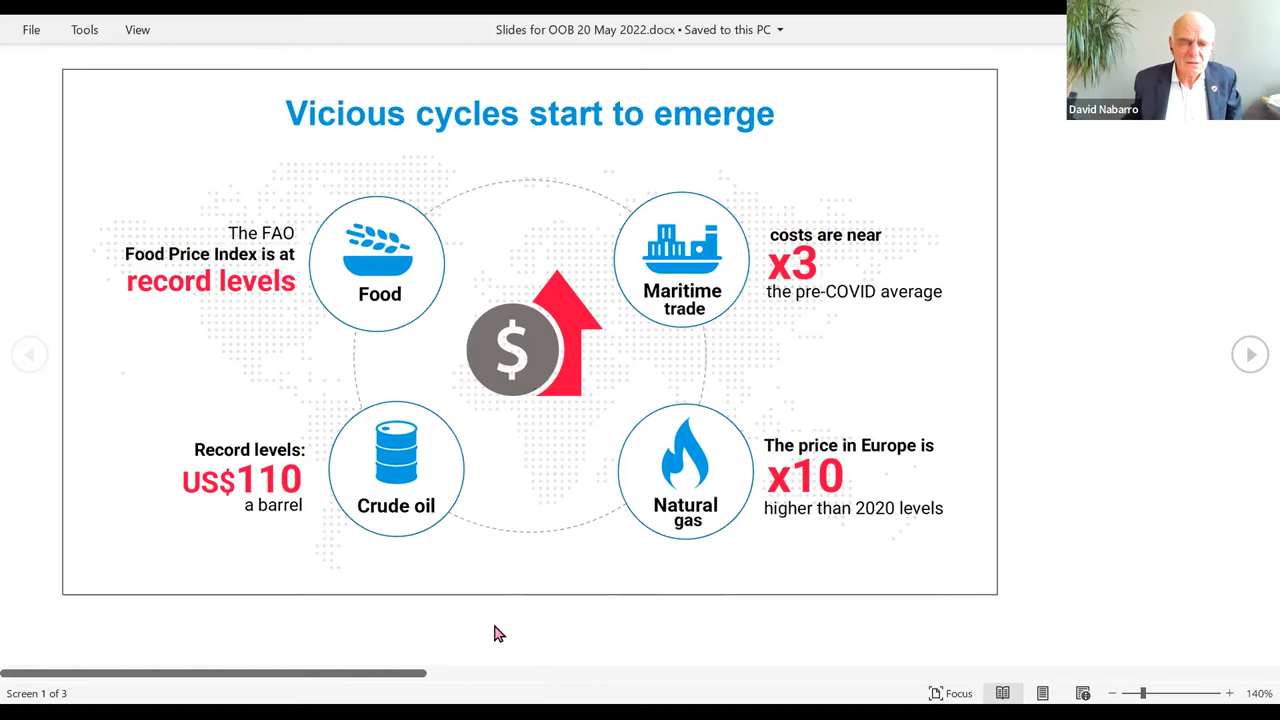 File
Tools
View
Slides for OOB 20 May 2022.docx • Saved to this PC
David Nabarro
Vicious cycles start to emerge
The FAO
Food Price Index is at
record levels
Food
Maritime
trade
costs are near
x3
the pre-COVID average
$
Record levels:
US$110
a barrel
Crude oil
Natural
gas
The price in Europe is
x10
higher than 2020 levels
Screen 1 of 3
Focus
140%